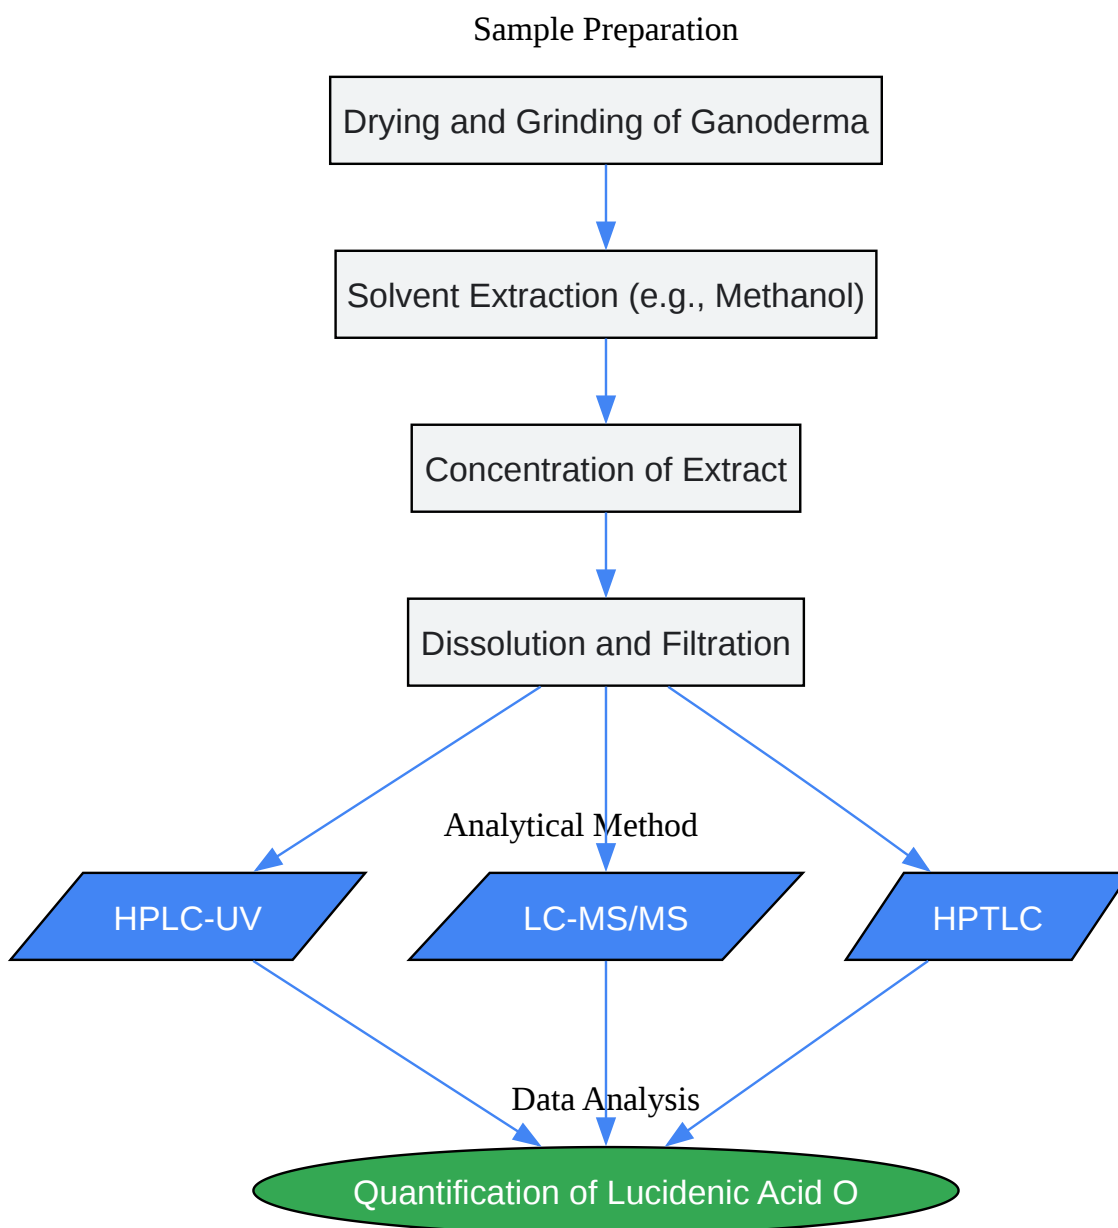 Sample Preparation
Drying and Grinding of Ganoderma
Solvent Extraction (e.g., Methanol)
Concentration of Extract
Dissolution and Filtration
Analytical Method
HPLC-UV
LC-MS/MS
HPTLC
Data Analysis
Quantification of Lucidenic Acid O